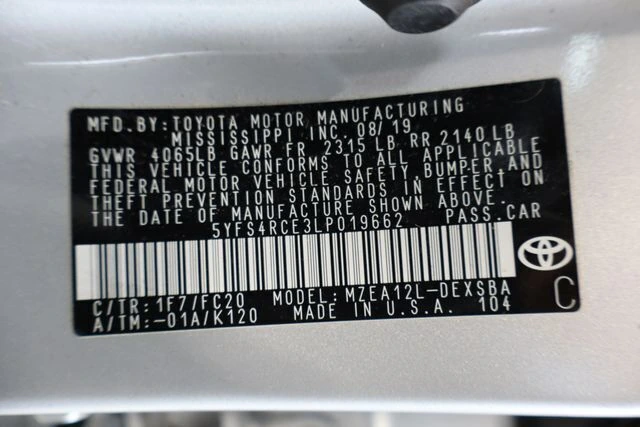 MFD.BY:TOYOTA MOTOR MANUFACTURING
MISSISSIPPI INC. 08/19
GVWR 4065LB GAWR FR 2315 LB RR 2140 LB
THIS VEHICLE CONFORMS TO ALL APPLICABLE
FEDERAL MOTOR VEHICLE SAFETY,BUMPER AND
THEFT PREVENTION STANDARDS IN EFFECT ON
THE DATE OF MANUFACTURE SHOWN ABOVE.
5YFS4RCE3LP019662 PASS.CAR
C/TR:1F7/FC20 MODEL:MZEA12L-DEXSBA
A/TM:-01A/K120 MADE IN U.S.A. 104
C